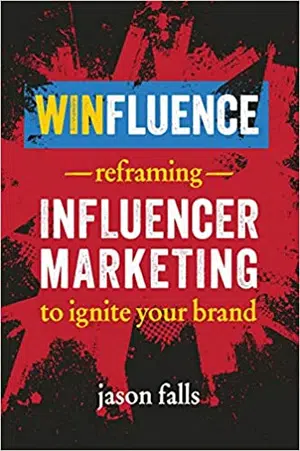 WINFLUENCE
— reframing —
INFLUENCER
MARKETING
to ignite your brand
jason falls